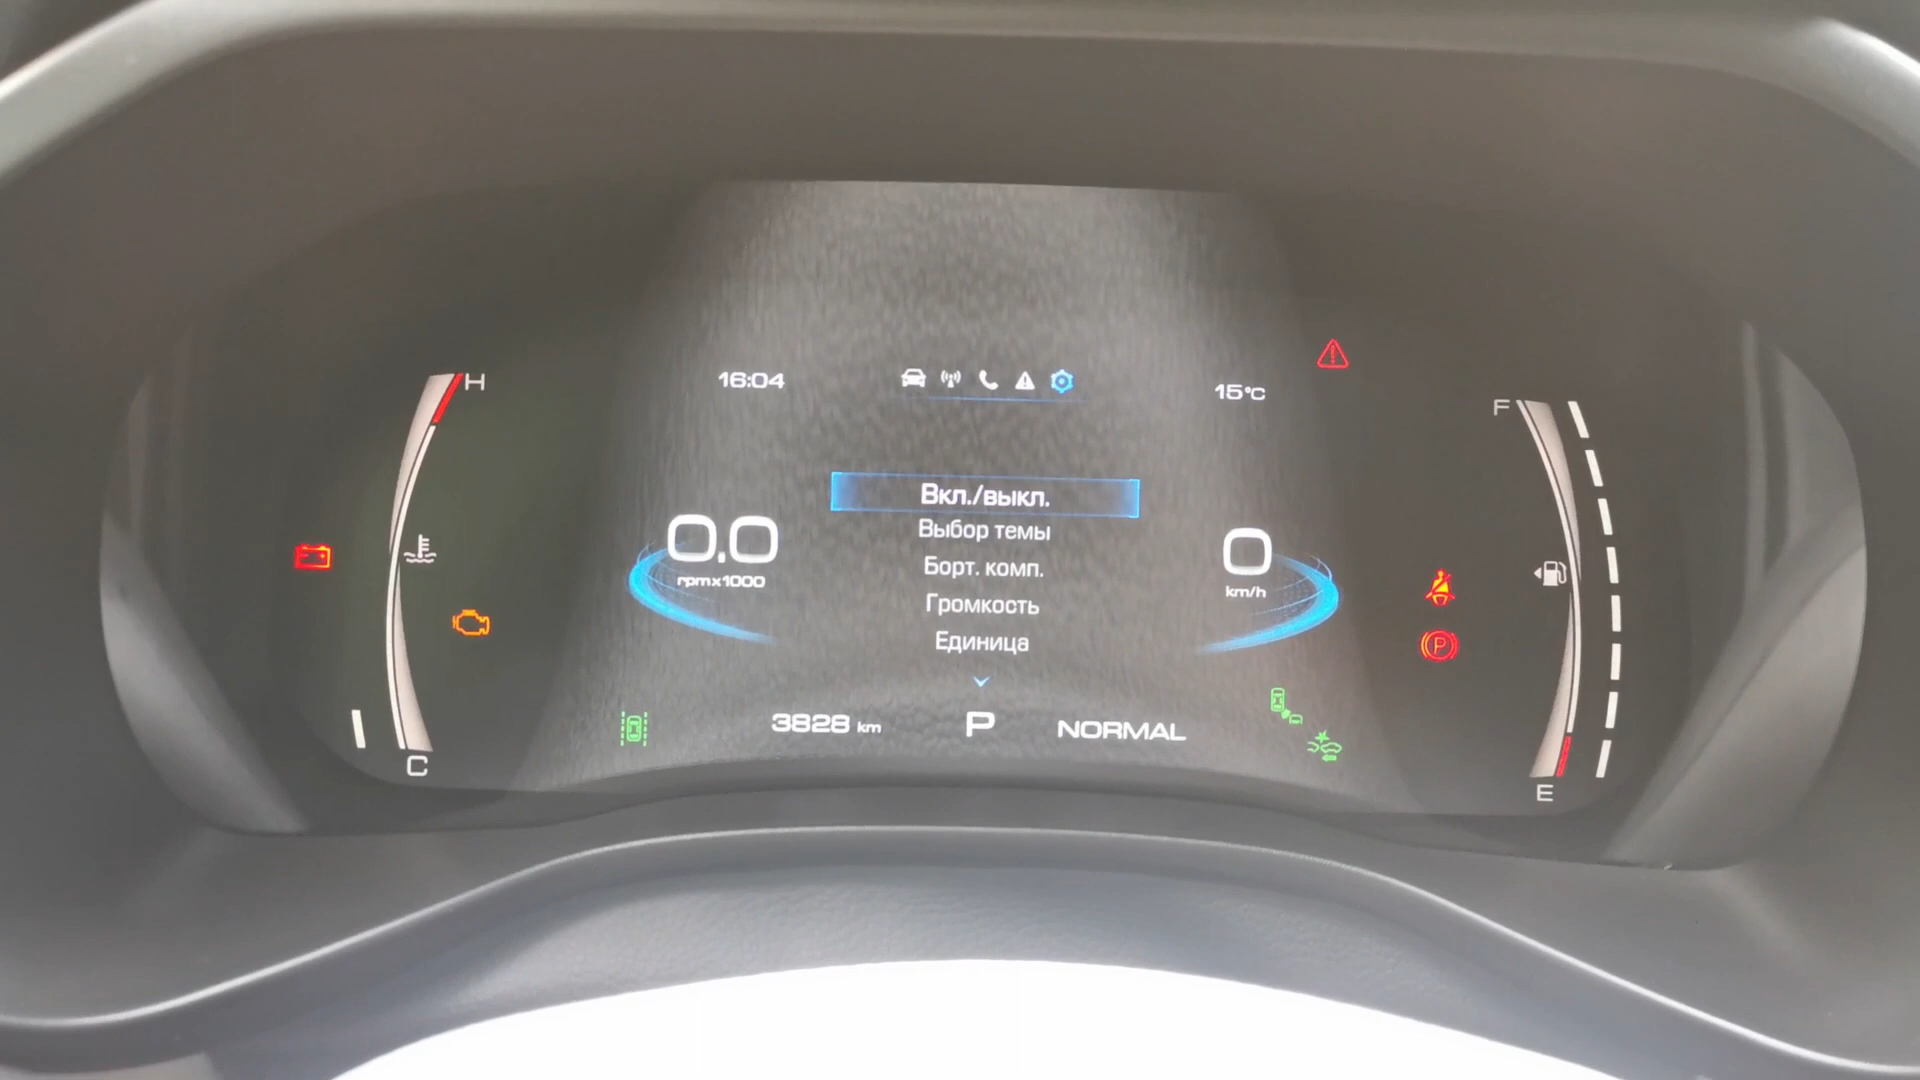 H
16:04
15°C
F
Вкл./выкл.
Выбор темы
Борт. комп.
Громкость
Единица
0.0
rpmx1000
0
km/h
P
3828 km
P
NORMAL
C
E